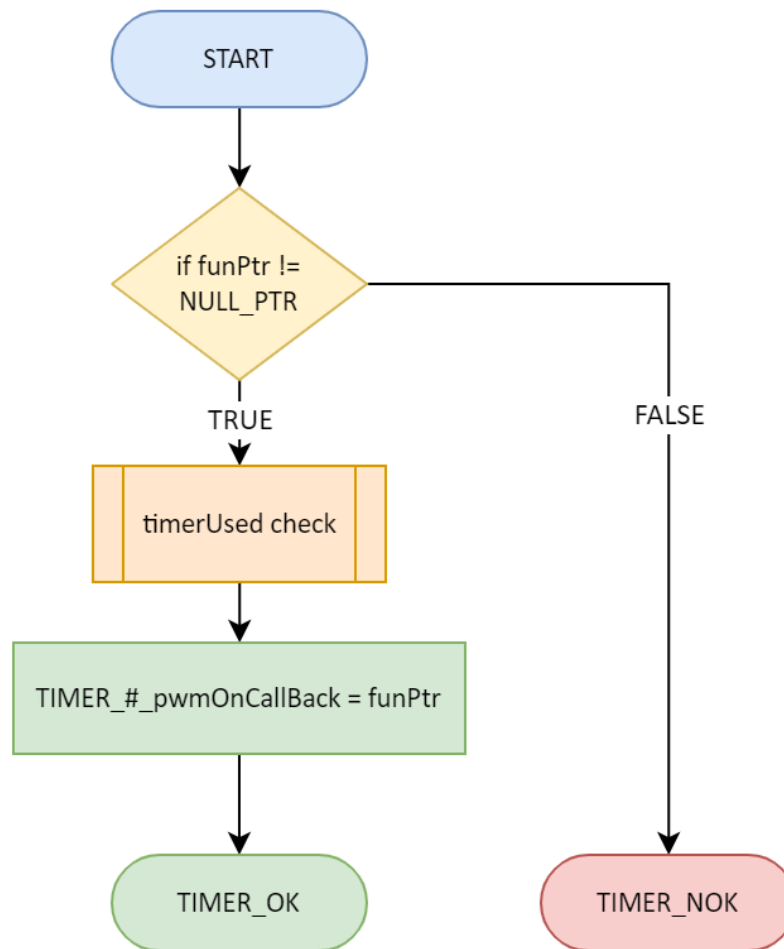 START
if funPtr !=
NULL_PTR
TRUE
FALSE
timerUsed check
TIMER_#_pwmOnCallBack = funPtr
TIMER_OK
TIMER_NOK